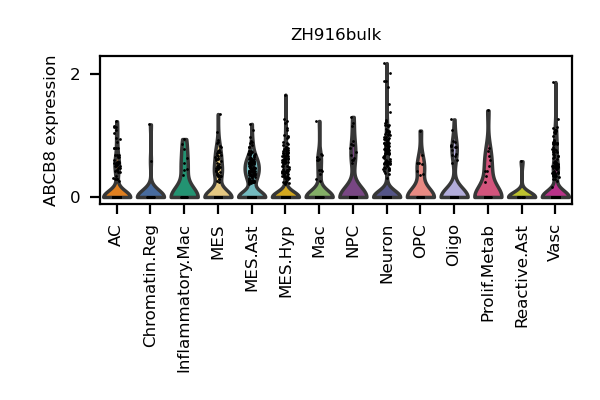 ZH916bulk
ABCB8 expression
2
0
AC
Chromatin.Reg
Inflammatory.Mac
MES
MES.Ast
MES.Hyp
Mac
NPC
Neuron
OPC
Oligo
Prolif.Metab
Reactive.Ast
Vasc